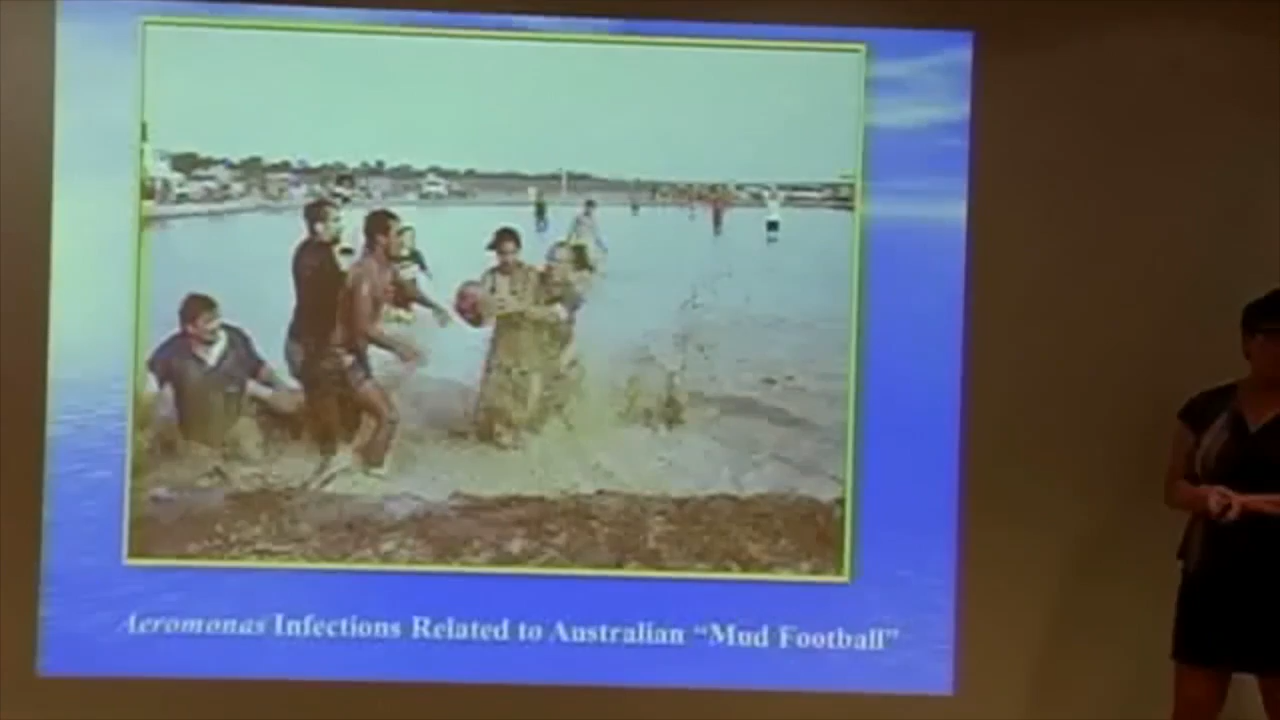 Aeromonas Infections Related to Australian “Mud Football”